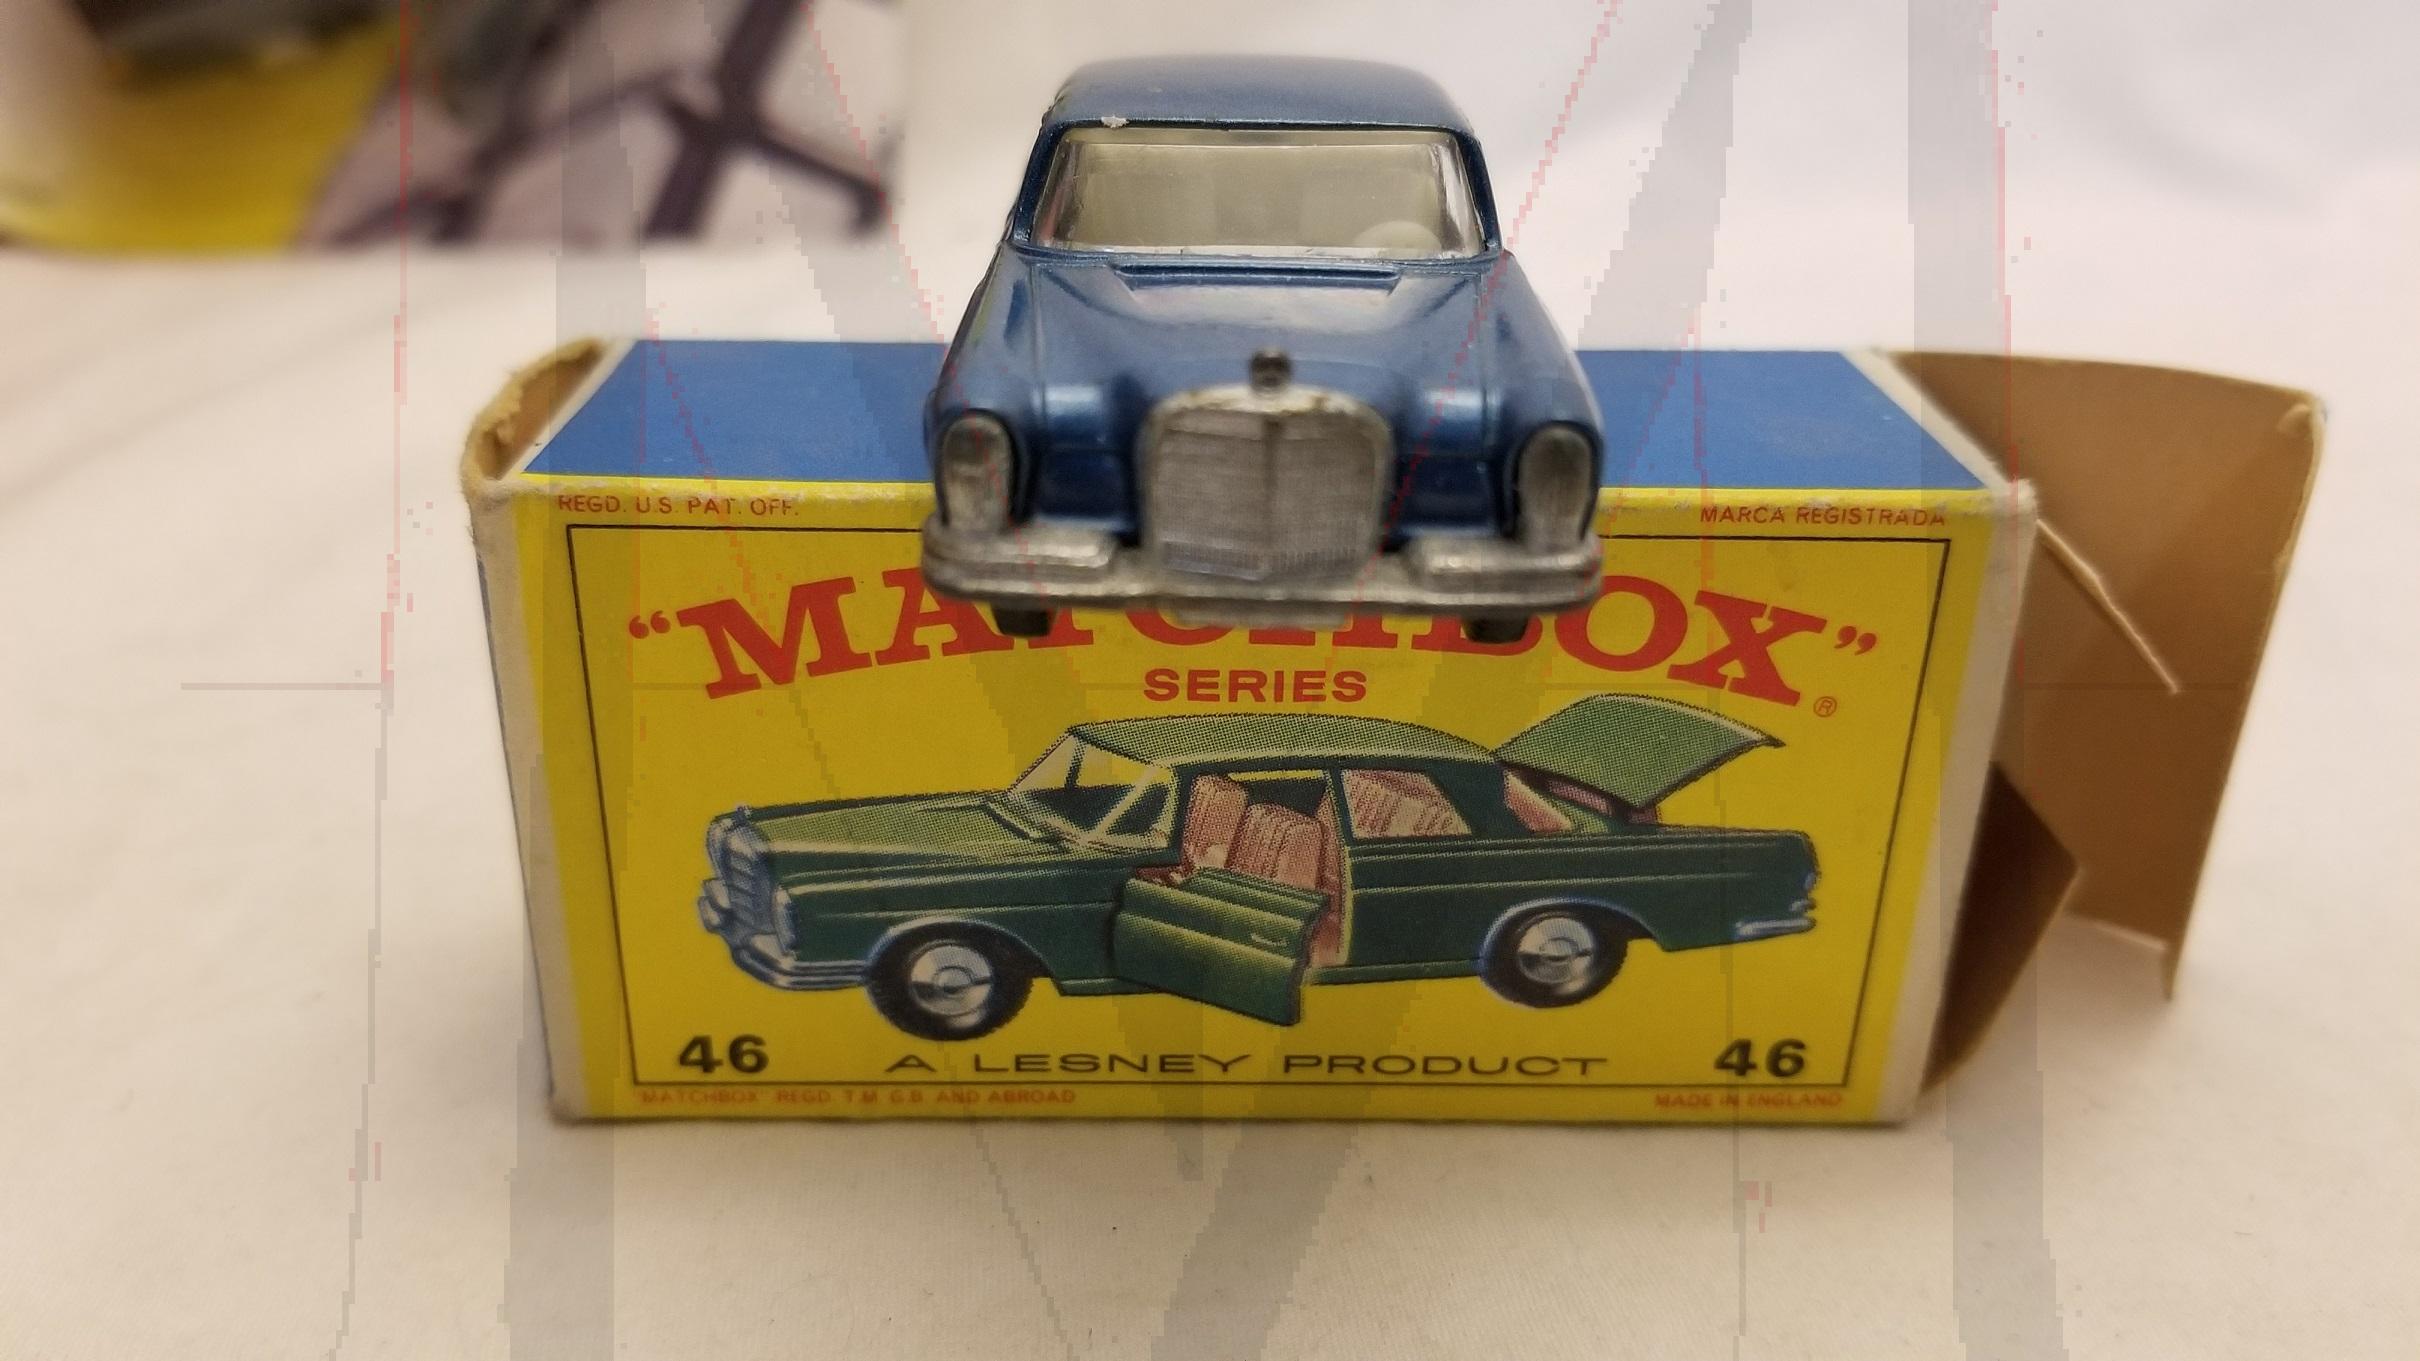 REGD. U.S. PAT. OFF. MARCA REGISTRADA
"MATCHBOX"®
SERIES
46 A LESNEY PRODUCT 46
"MATCHBOX" REGD. T.M. G.B. AND ABROAD MADE IN ENGLAND